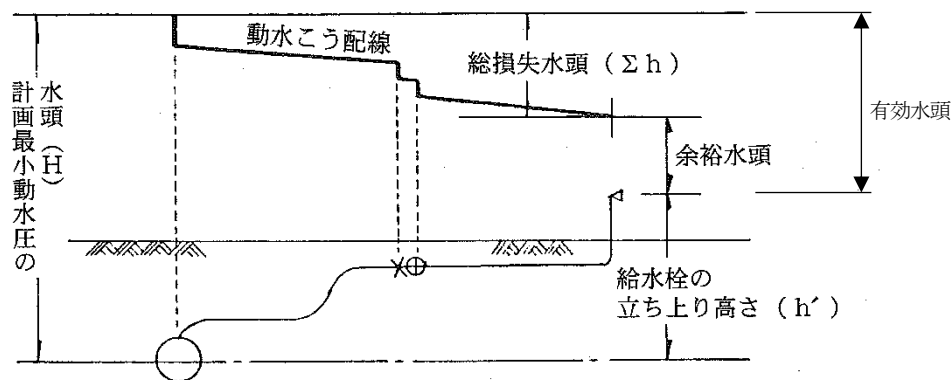 動水こう配線
総損失水頭（Σh）
有効水頭
計画最小動水圧の
水頭（H）
余裕水頭
給水栓の
立ち上り高さ（h′）